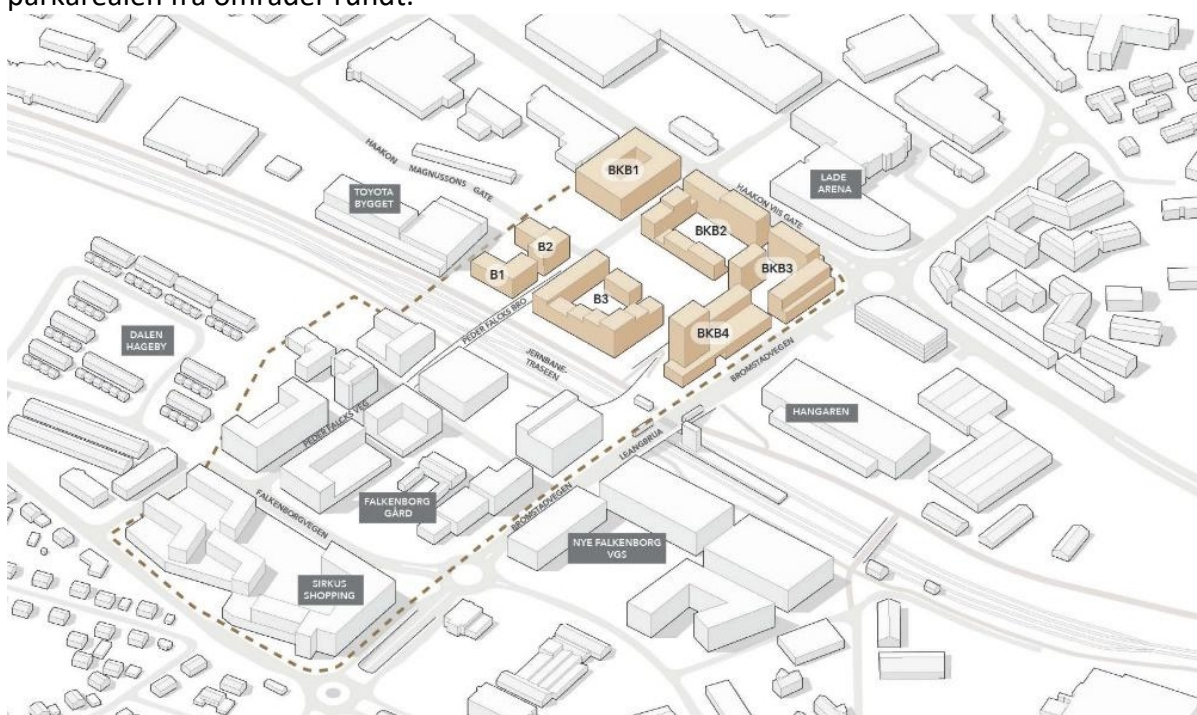 parkarealen fra områder rundt.
HAAKON MAGNUSSONS GATE
TOYOTA
BYGGET
BKB1
HAAKON VIIS GATE
LADE
ARENA
BKB2
B2
B1
BKB3
B3
BKB4
PEDER FALCKS BRO
JERNBANE-
TRASEEN
BROMSTADVEGEN
DALEN
HAGEBY
HANGAREN
PEDER FALCKS VEG
LEANGBRUA
FALKENBORGVEGEN
FALKENBORG
GÅRD
BROMSTADVEGEN
NYE FALKENBORG
VGS
SIRKUS
SHOPPING